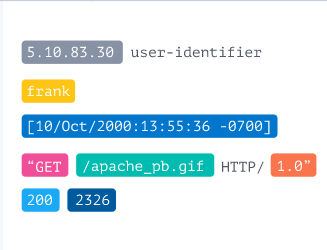 5.10.83.30 user-identifier
frank
[10/Oct/2000:13:55:36 -0700]
“GET /apache_pb.gif HTTP/ 1.0”
200 2326